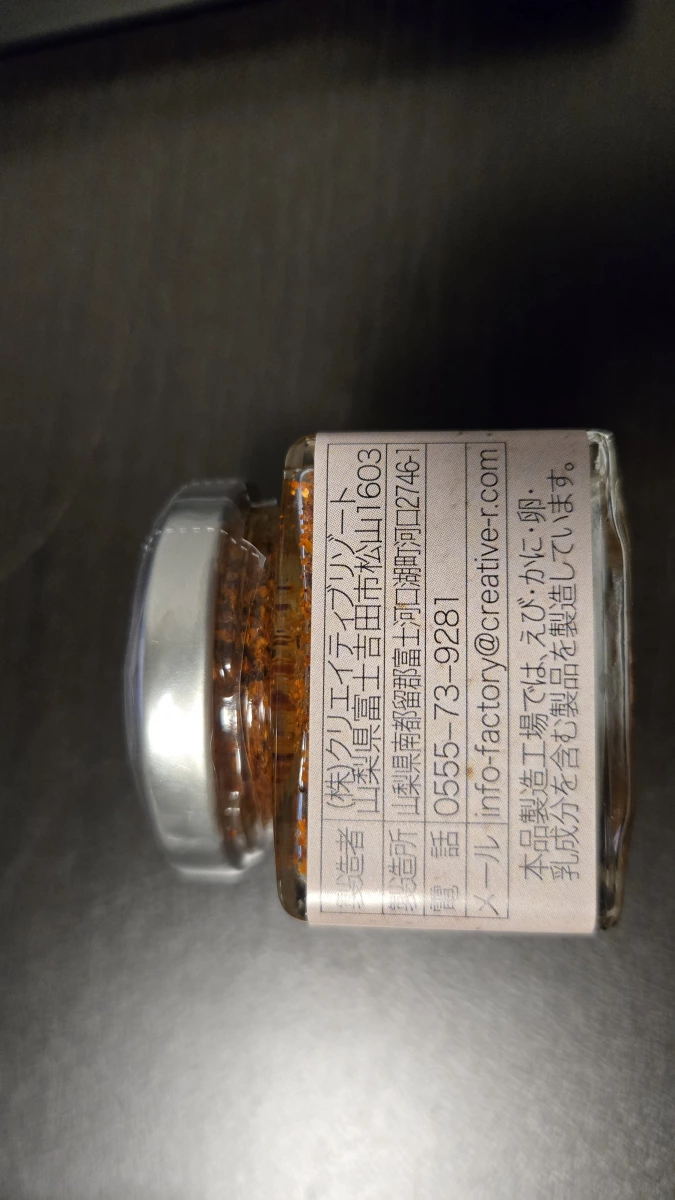 製造者 (株)クリエイティブリゾート
山梨県富士吉田市松山1603
製造所 山梨県南都留郡富士河口湖町河口2746-1
電話 0555-73-9281
メール info-factory@creative-r.com
本品製造工場では、えび・かに・卵・
乳成分を含む製品を製造しています。